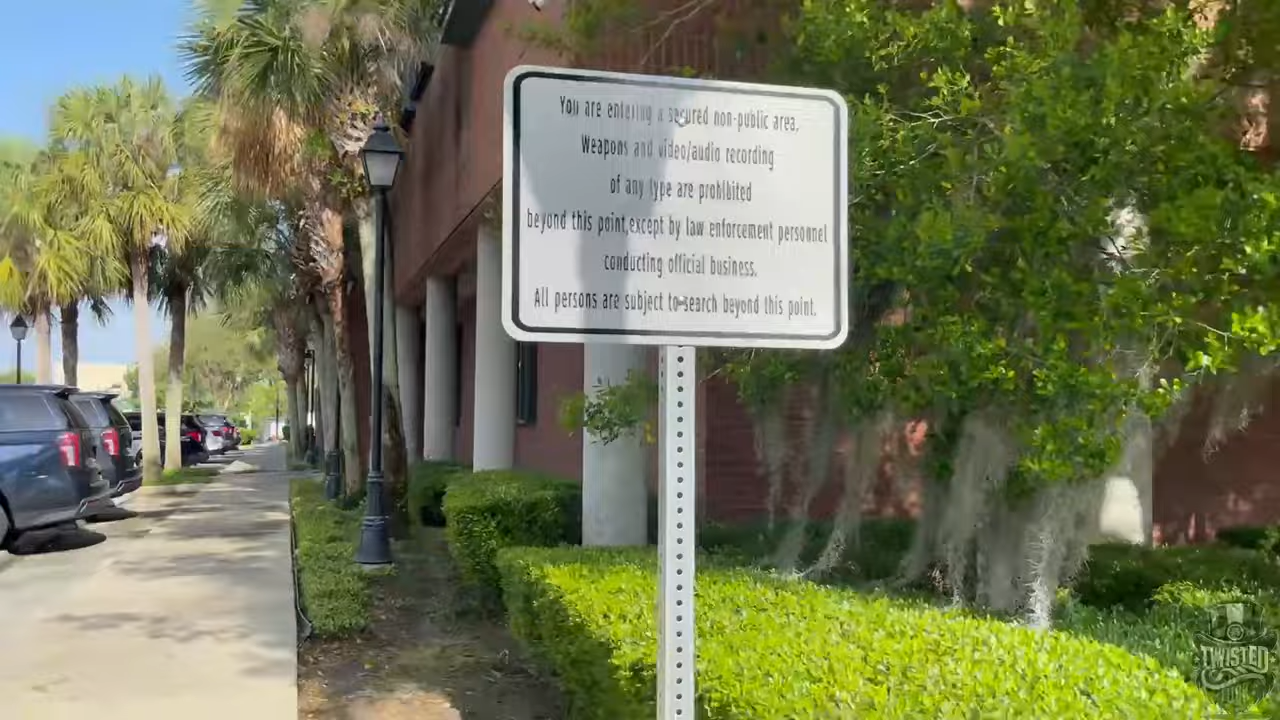 You are entering a secured non-public area,
Weapons and video/audio recording
of any type are prohibited
beyond this point,except by law enforcement personnel
conducting official business.
All persons are subject to search beyond this point.
TWISTED